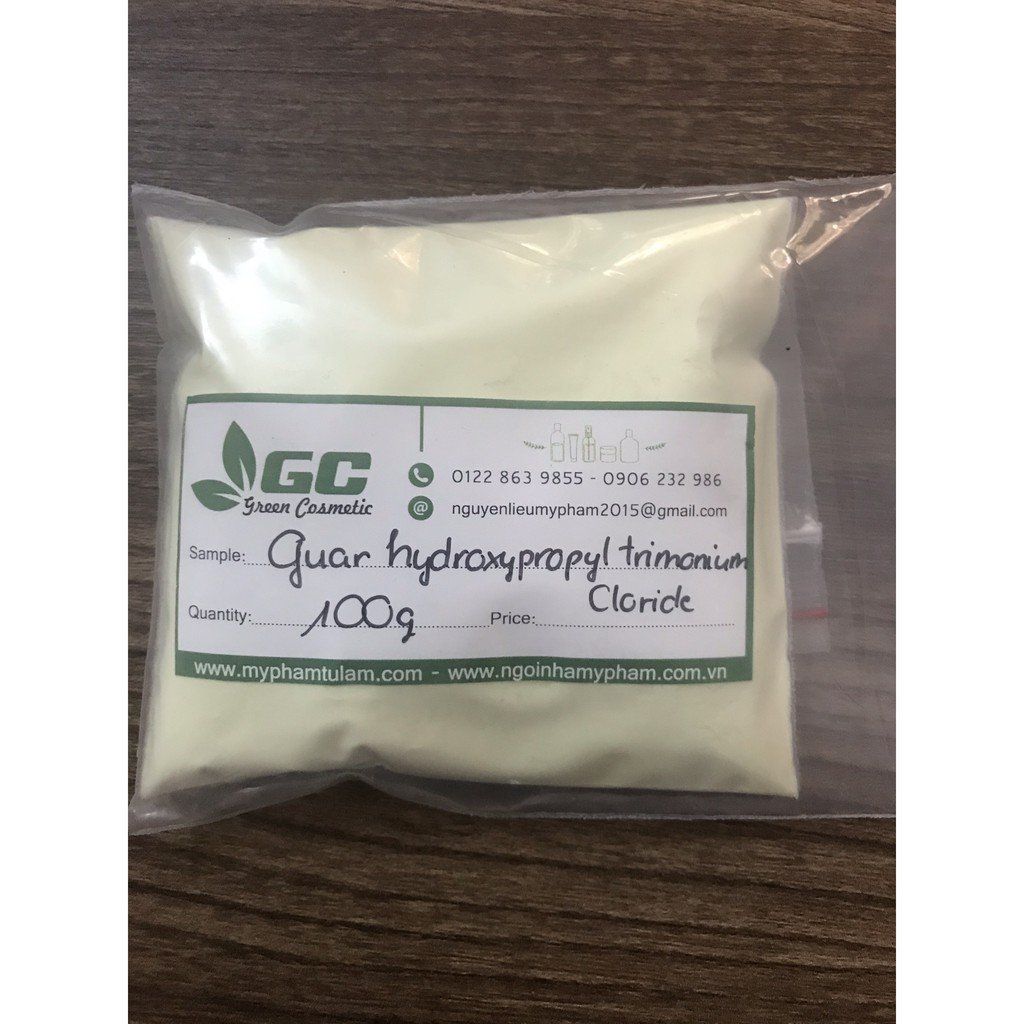 GC
Green Cosmetic
0122 863 9855 - 0906 232 986
@ nguyenlieumypham2015@gmail.com
Sample: Guar hydroxypropyl trimonium
Cloride
Quantity: 100g Price:
www.myphamtulam.com - www.ngoinhamypham.com.vn